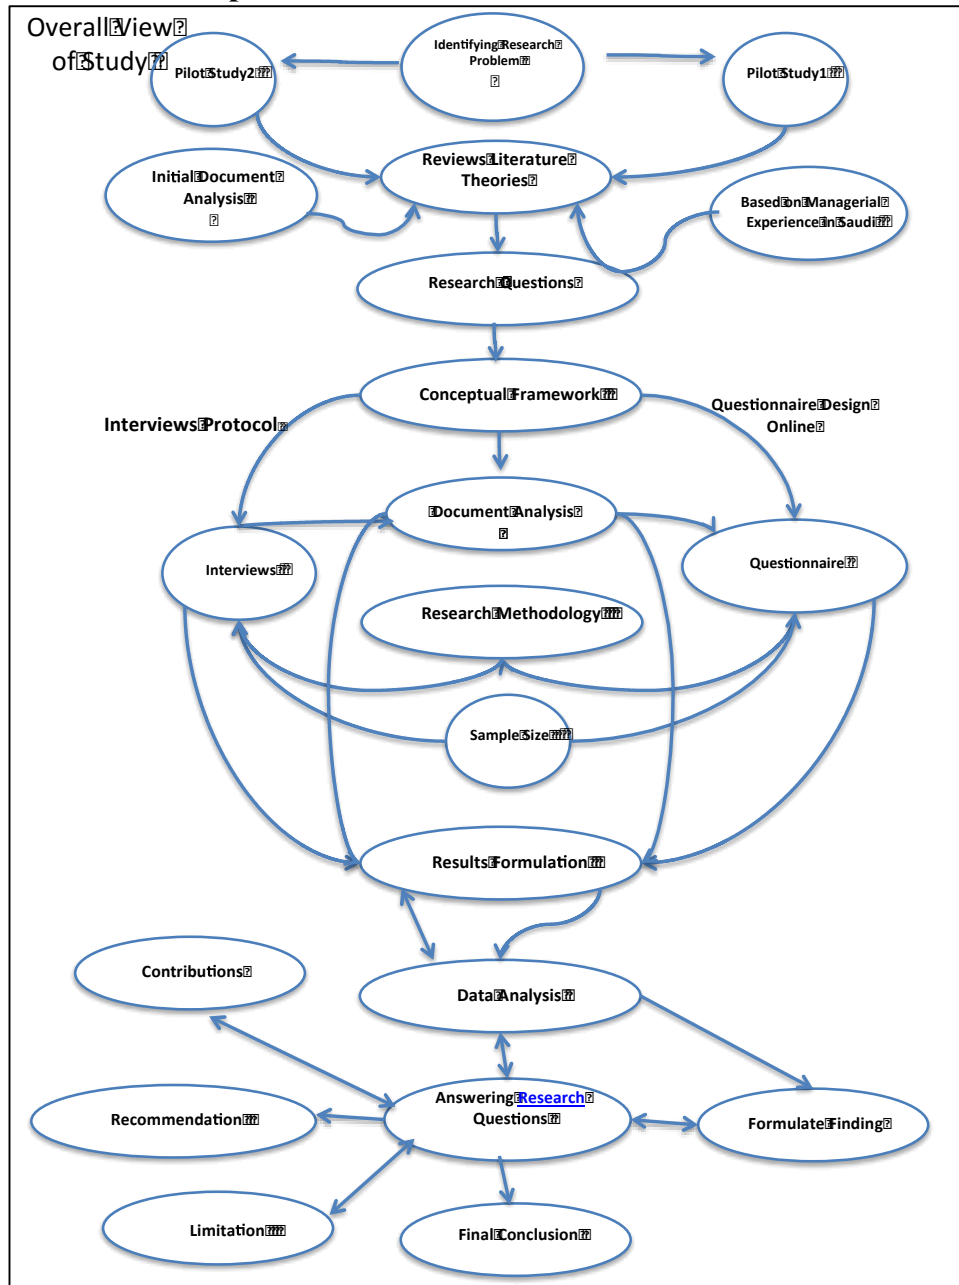 Overall View
of Study
Identifying Research
Problem
Pilot Study2
Pilot Study1
Reviews Literature
Theories
Initial Document
Analysis
Based on Managerial
Experience in Saudi
Research Questions
Conceptual Framework
Interviews Protocol
Questionnaire Design
Online
Document Analysis
Interviews
Questionnaire
Research Methodology
Sample Size
Results Formulation
Contributions
Data Analysis
Answering Research
Questions
Recommendation
Formulate Finding
Limitation
Final Conclusion